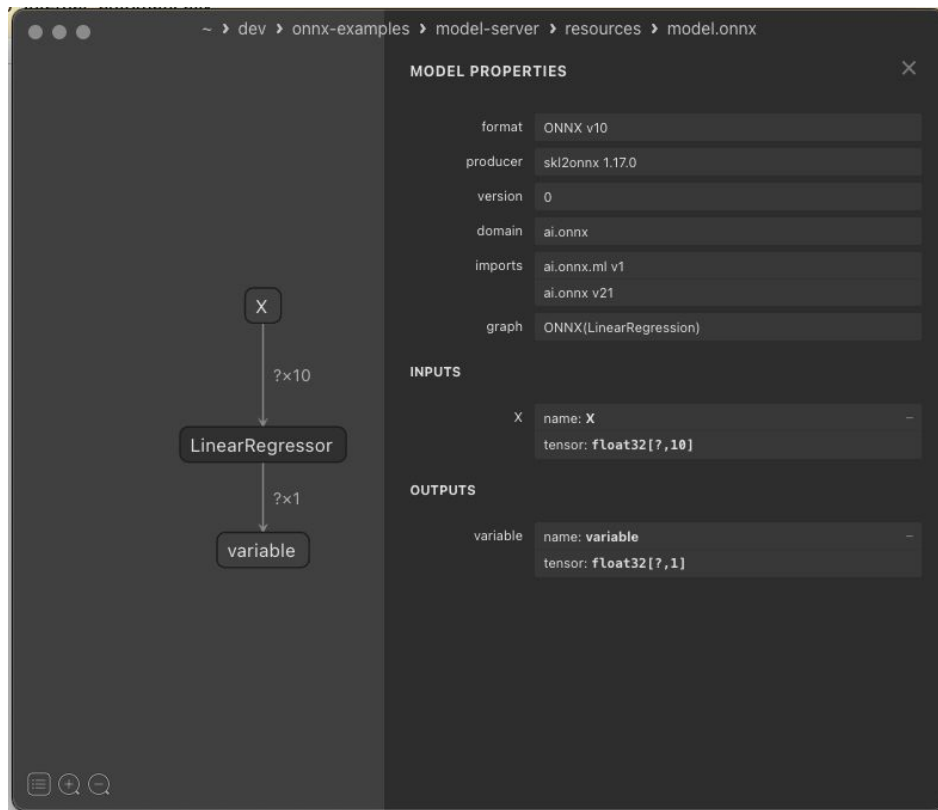 ~ › dev › onnx-examples › model-server › resources › model.onnx
MODEL PROPERTIES
format ONNX v10
producer skl2onnx 1.17.0
version 0
domain ai.onnx
imports ai.onnx.ml v1
ai.onnx v21
graph ONNX(LinearRegression)
INPUTS
X name: X
tensor: float32[?,10]
OUTPUTS
variable name: variable
tensor: float32[?,1]
X
?×10
LinearRegressor
?×1
variable